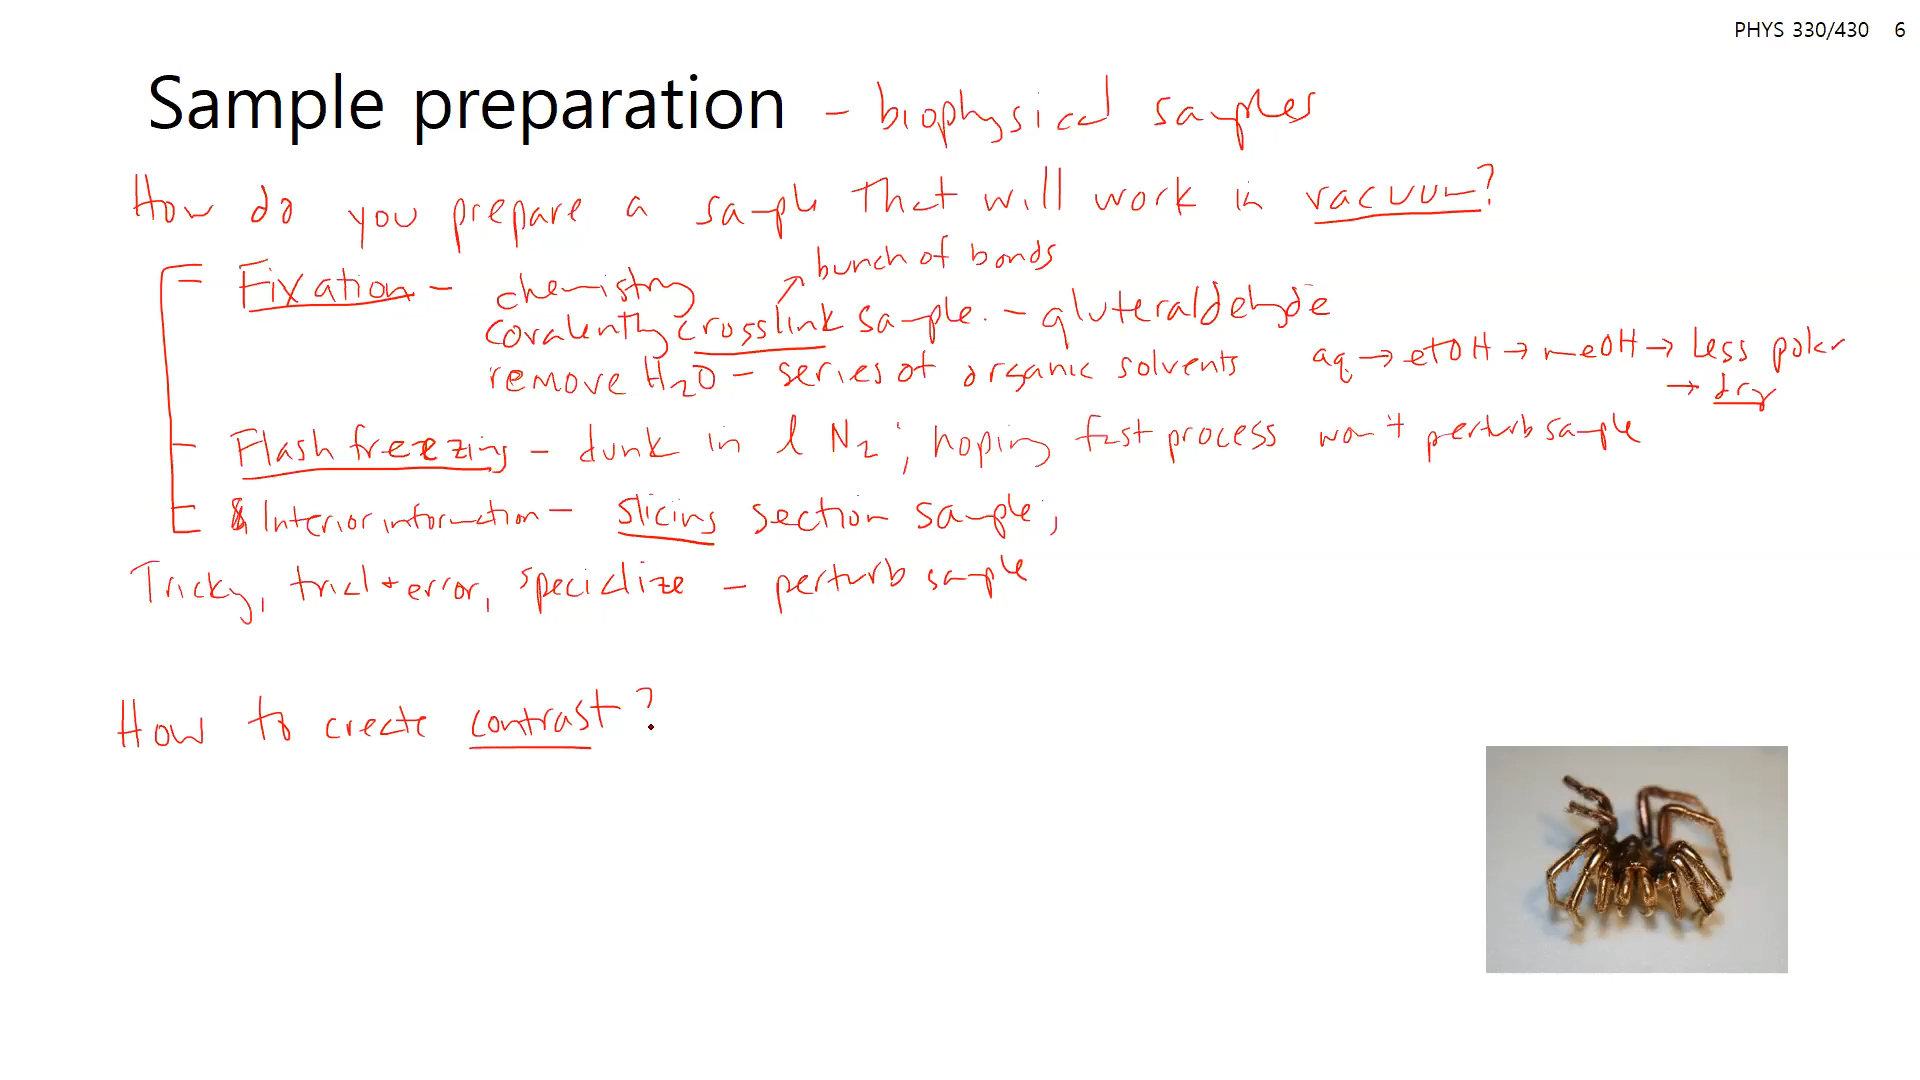 PHYS 330/430 6
Sample preparation - biophysical samples
How do you prepare a sample that will work in vacuum?
bunch of bonds
- Fixation - chemistry
covalently crosslink sample. - gluteraldehyde
remove H2O - series of organic solvents aq → etOH → meOH → less polar
→ dry
- Flash freezing - dunk in l N2; hoping fast process won't perturb sample
- & Interior information - slicing section sample;
Tricky, trial + error, specialize - perturb sample
How to create contrast?